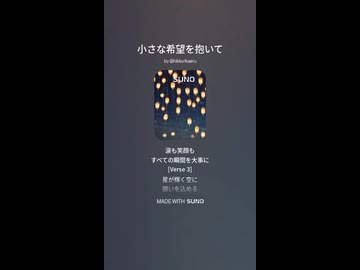 小さな希望を抱いて
SUNO
涙も笑顔も
すべての瞬間を大事に
[Verse 3]
星が輝く空に
願いを込める
MADE WITH SUNO